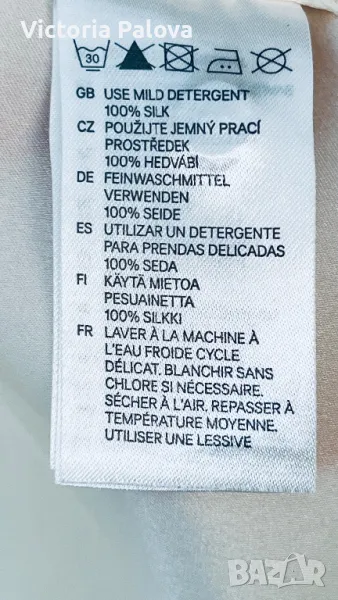 Victoria Palova
30
GB USE MILD DETERGENT
100% SILK
CZ POUŽIJTE JEMNÝ PRACÍ
PROSTŘEDEK
100% HEDVÁBÍ
DE FEINWASCHMITTEL
VERWENDEN
100% SEIDE
ES UTILIZAR UN DETERGENTE
PARA PRENDAS DELICADAS
100% SEDA
FI KÄYTÄ MIETOA
PESUAINETTA
100% SILKKI
FR LAVER À LA MACHINE À
L'EAU FROIDE CYCLE
DÉLICAT. BLANCHIR SANS
CHLORE SI NÉCESSAIRE.
SÉCHER À L'AIR. REPASSER À
TEMPÉRATURE MOYENNE.
UTILISER UNE LESSIVE
BAZAR
bg